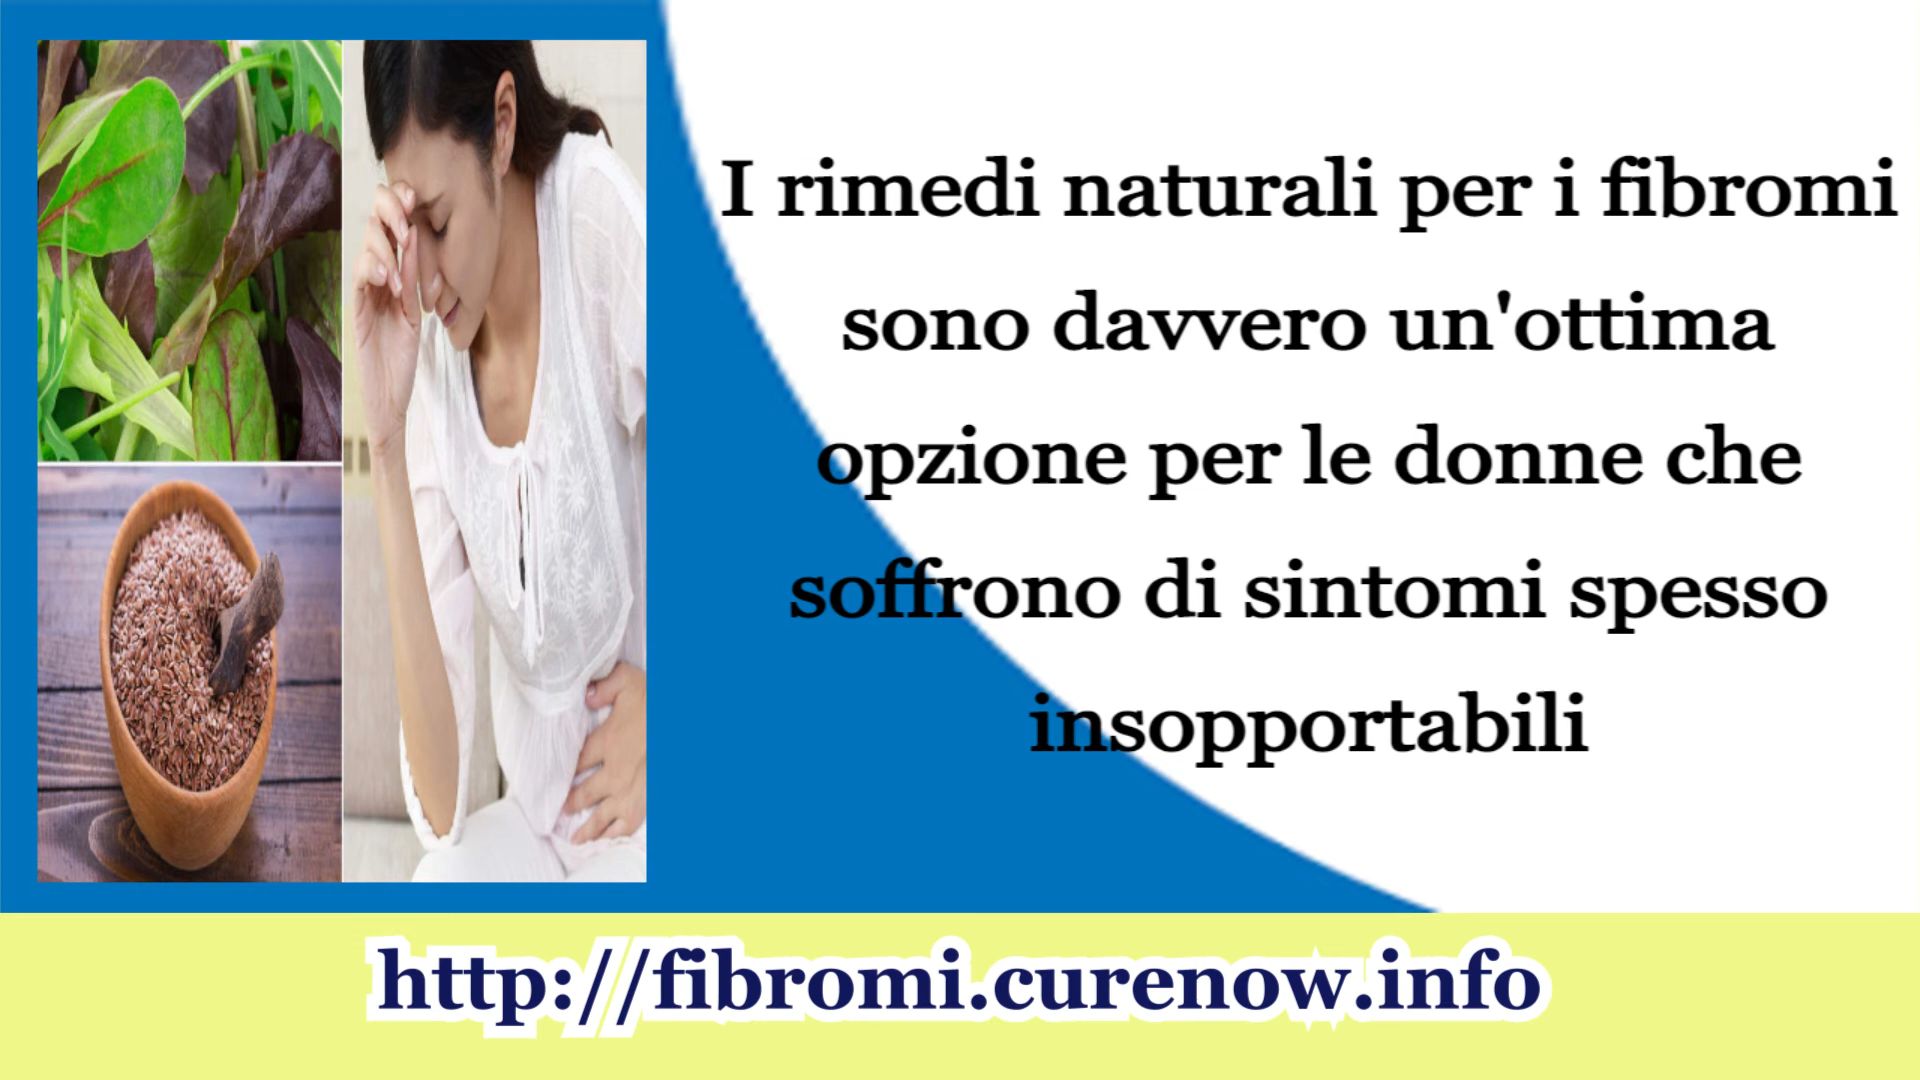 I rimedi naturali per i fibromi
sono davvero un'ottima
opzione per le donne che
soffrono di sintomi spesso
insopportabili
http://fibromi.curenow.info